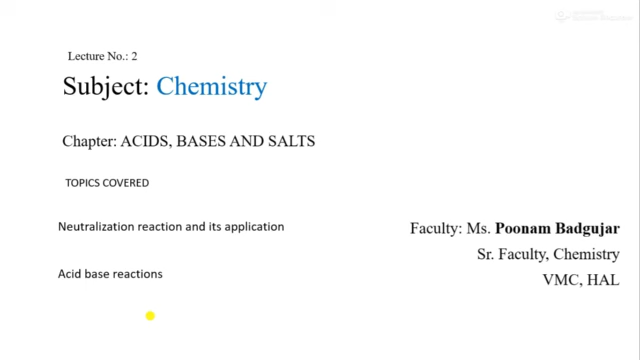 Lecture No.: 2
Subject: Chemistry
Chapter: ACIDS, BASES AND SALTS
TOPICS COVERED
Neutralization reaction and its application
Acid base reactions
Faculty: Ms. Poonam Badgujar
Sr. Faculty, Chemistry
VMC, HAL